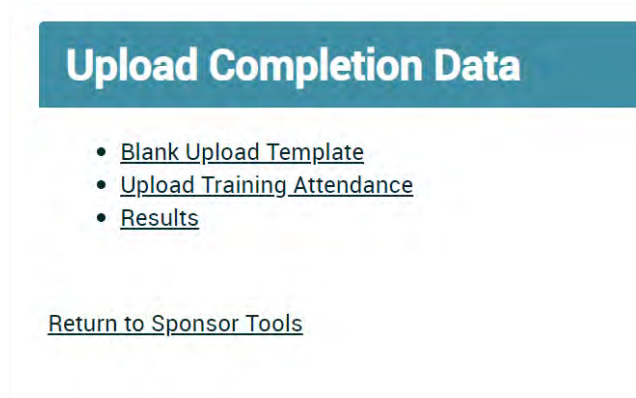 Upload Completion Data
Blank Upload Template
Upload Training Attendance
Results
Return to Sponsor Tools